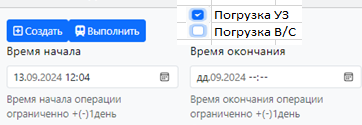 Погрузка УЗ
Создать Выполнить
Погрузка В/С
Время начала Время окончания
13.09.2024 12:04 дд.09.2024 --:--
Время начала операции Время окончания операции
ограниченно +(-)1день ограниченно +(-)1день